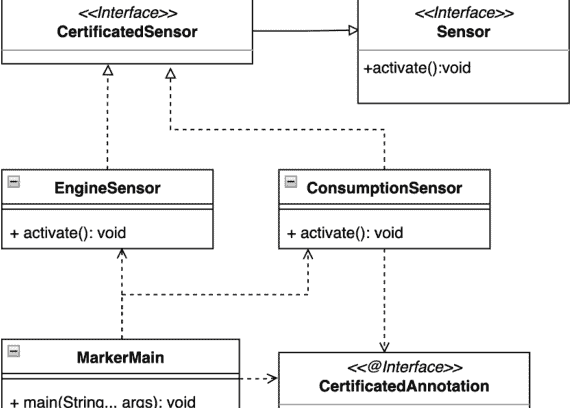 <<Interface>>
CertificatedSensor
<<Interface>>
Sensor
+activate():void
EngineSensor
+ activate(): void
ConsumptionSensor
+ activate(): void
MarkerMain
+ main(String... args): void
<<@Interface>>
CertificatedAnnotation